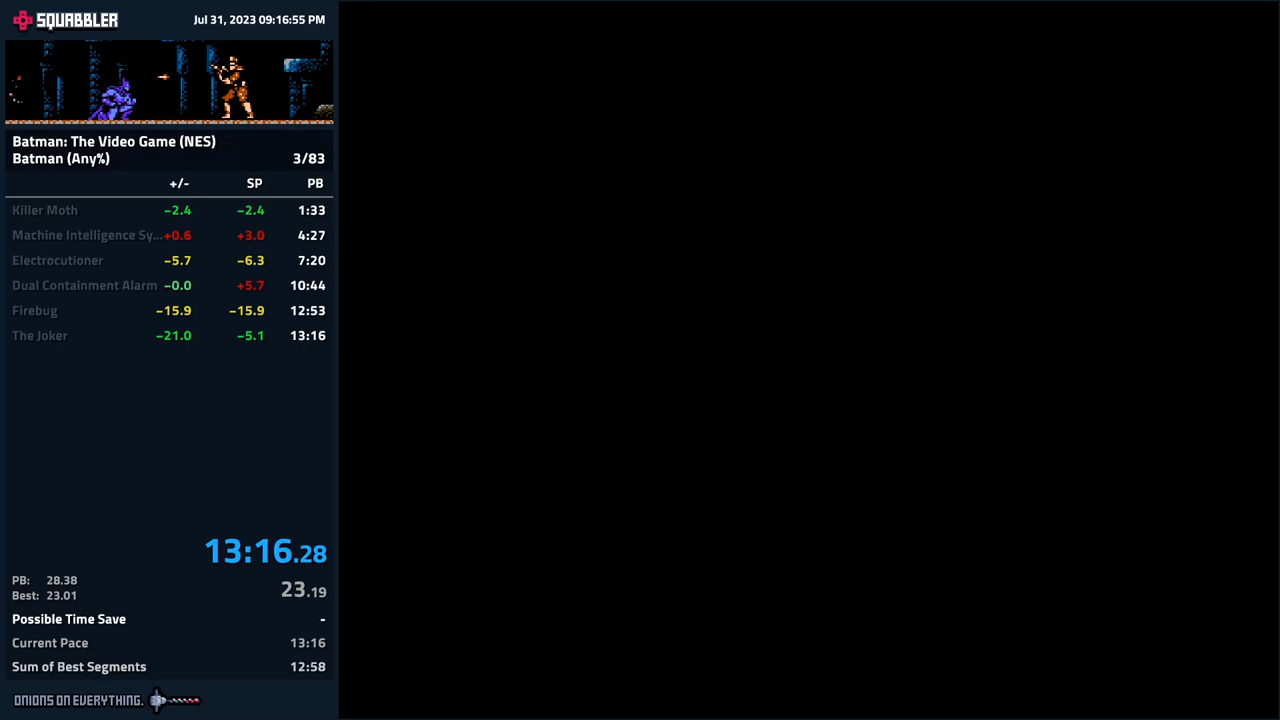 SQUABBLER Jul 31, 2023 09:16:55 PM
Batman: The Video Game (NES)
Batman (Any%) 3/83
+/- SP PB
Killer Moth −2.4 −2.4 1:33
Machine Intelligence Sy... +0.6 +3.0 4:27
Electrocutioner −5.7 −6.3 7:20
Dual Containment Alarm −0.0 +5.7 10:44
Firebug −15.9 −15.9 12:53
The Joker −21.0 −5.1 13:16
13:16.28
PB: 28.38 23.19
Best: 23.01
Possible Time Save -
Current Pace 13:16
Sum of Best Segments 12:58
ONIONS ON EVERYTHING.